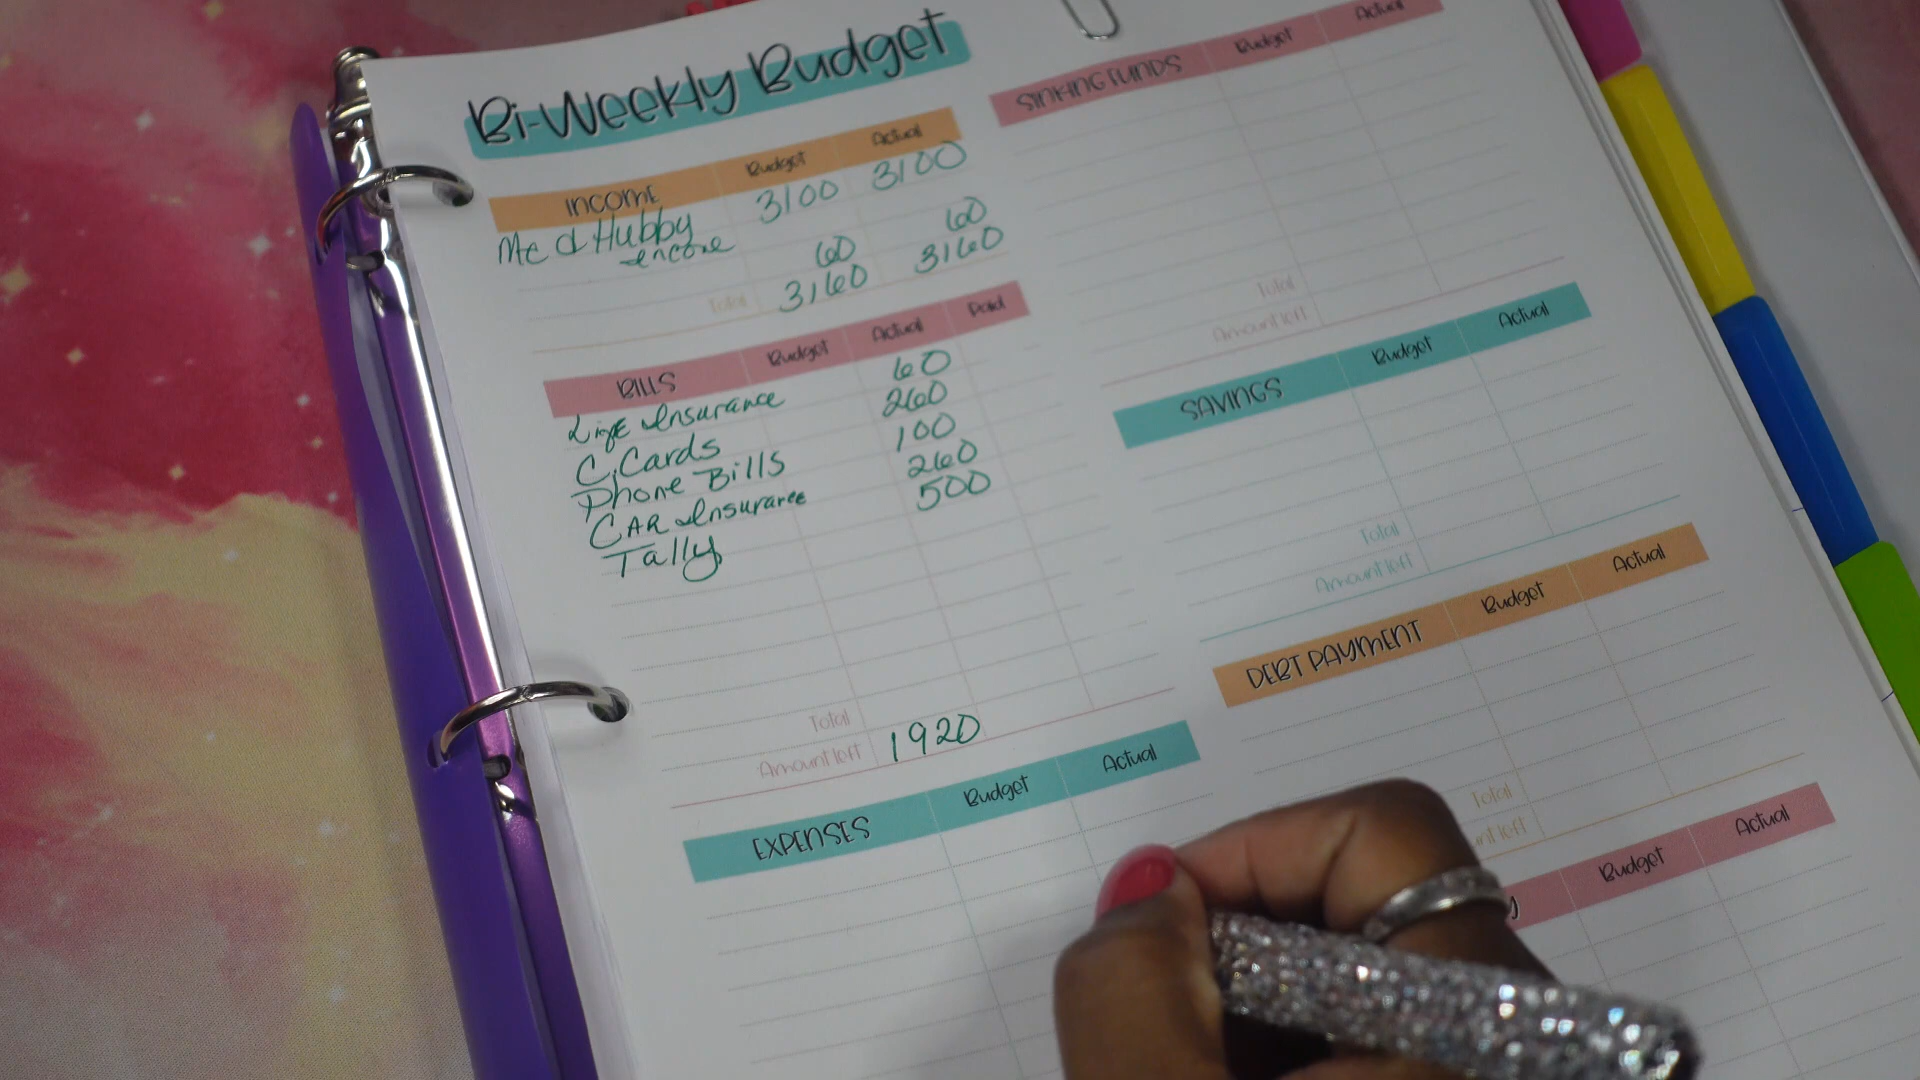 Bi-Weekly Budget
INCOME Budget Actual
Me & Hubby 3100 3100
income 60 60
Total 3160 3160
BILLS Budget Actual Paid
Life Insurance 60
C. Cards 260
Phone Bills 100
CAR Insurance 260
Tally 500
Total
Amount left 1920
EXPENSES Budget Actual
SINKING FUNDS Budget Actual
Total
Amount left
SAVINGS Budget Actual
Total
Amount left
DEBT PAYMENT Budget Actual
Total
unt left
Budget Actual